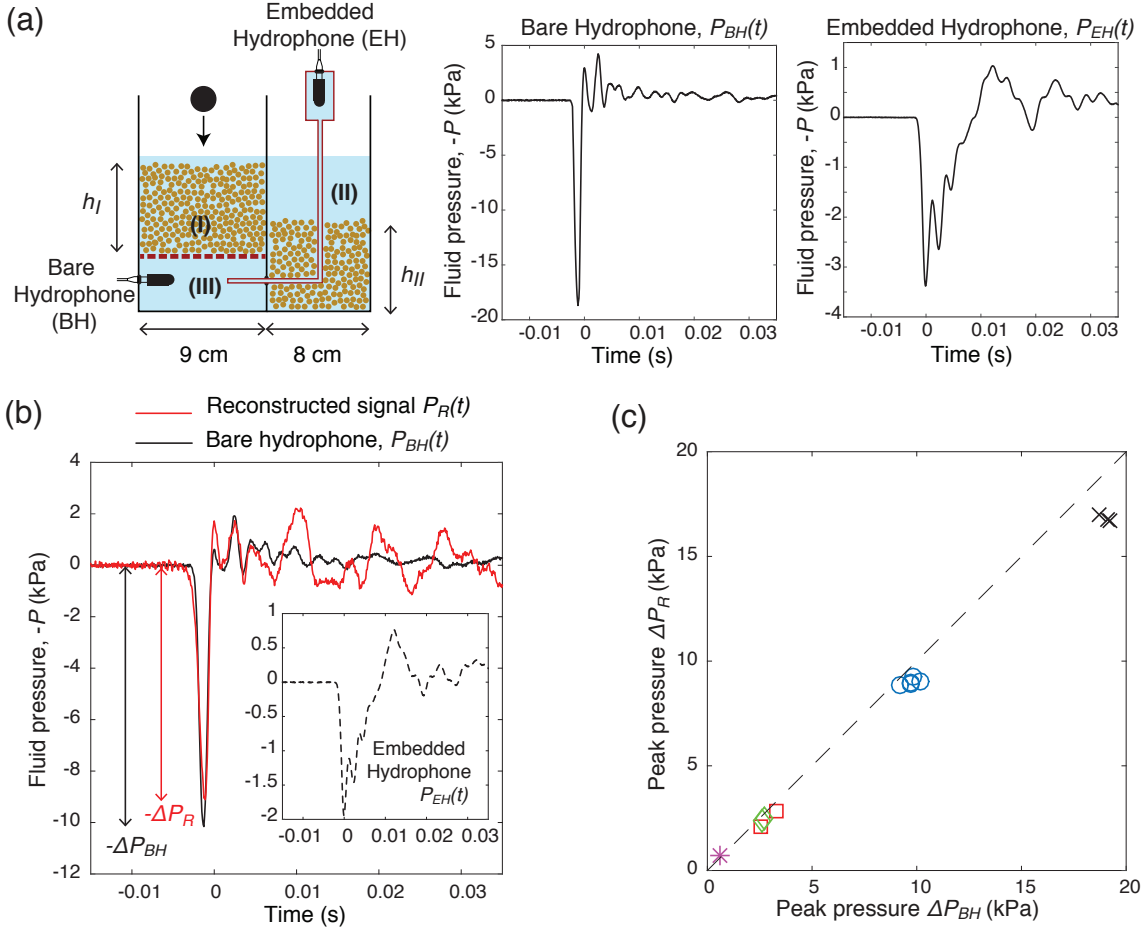 (a)
Embedded
Hydrophone (EH)
h_I
(I)
(II)
(III)
h_II
Bare
Hydrophone
(BH)
9 cm
8 cm
Bare Hydrophone, P_BH(t)
Fluid pressure, -P (kPa)
5
0
-5
-10
-15
-20
-0.01
0
0.01
0.02
0.03
Time (s)
Embedded Hydrophone, P_EH(t)
Fluid pressure, -P (kPa)
1
0
-1
-2
-3
-4
-0.01
0
0.01
0.02
0.03
Time (s)
(b)
Reconstructed signal P_R(t)
Bare hydrophone, P_BH(t)
Fluid pressure, -P (kPa)
4
2
0
-2
-4
-6
-8
-10
-12
-ΔP_R
-ΔP_BH
-0.01
0
0.01
0.02
0.03
Time (s)
1
0.5
0
-0.5
-1
-1.5
-2
Embedded
Hydrophone
P_EH(t)
-0.01
0
0.01
0.02
0.03
(c)
Peak pressure ΔP_R (kPa)
20
15
10
5
0
0
5
10
15
20
Peak pressure ΔP_BH (kPa)